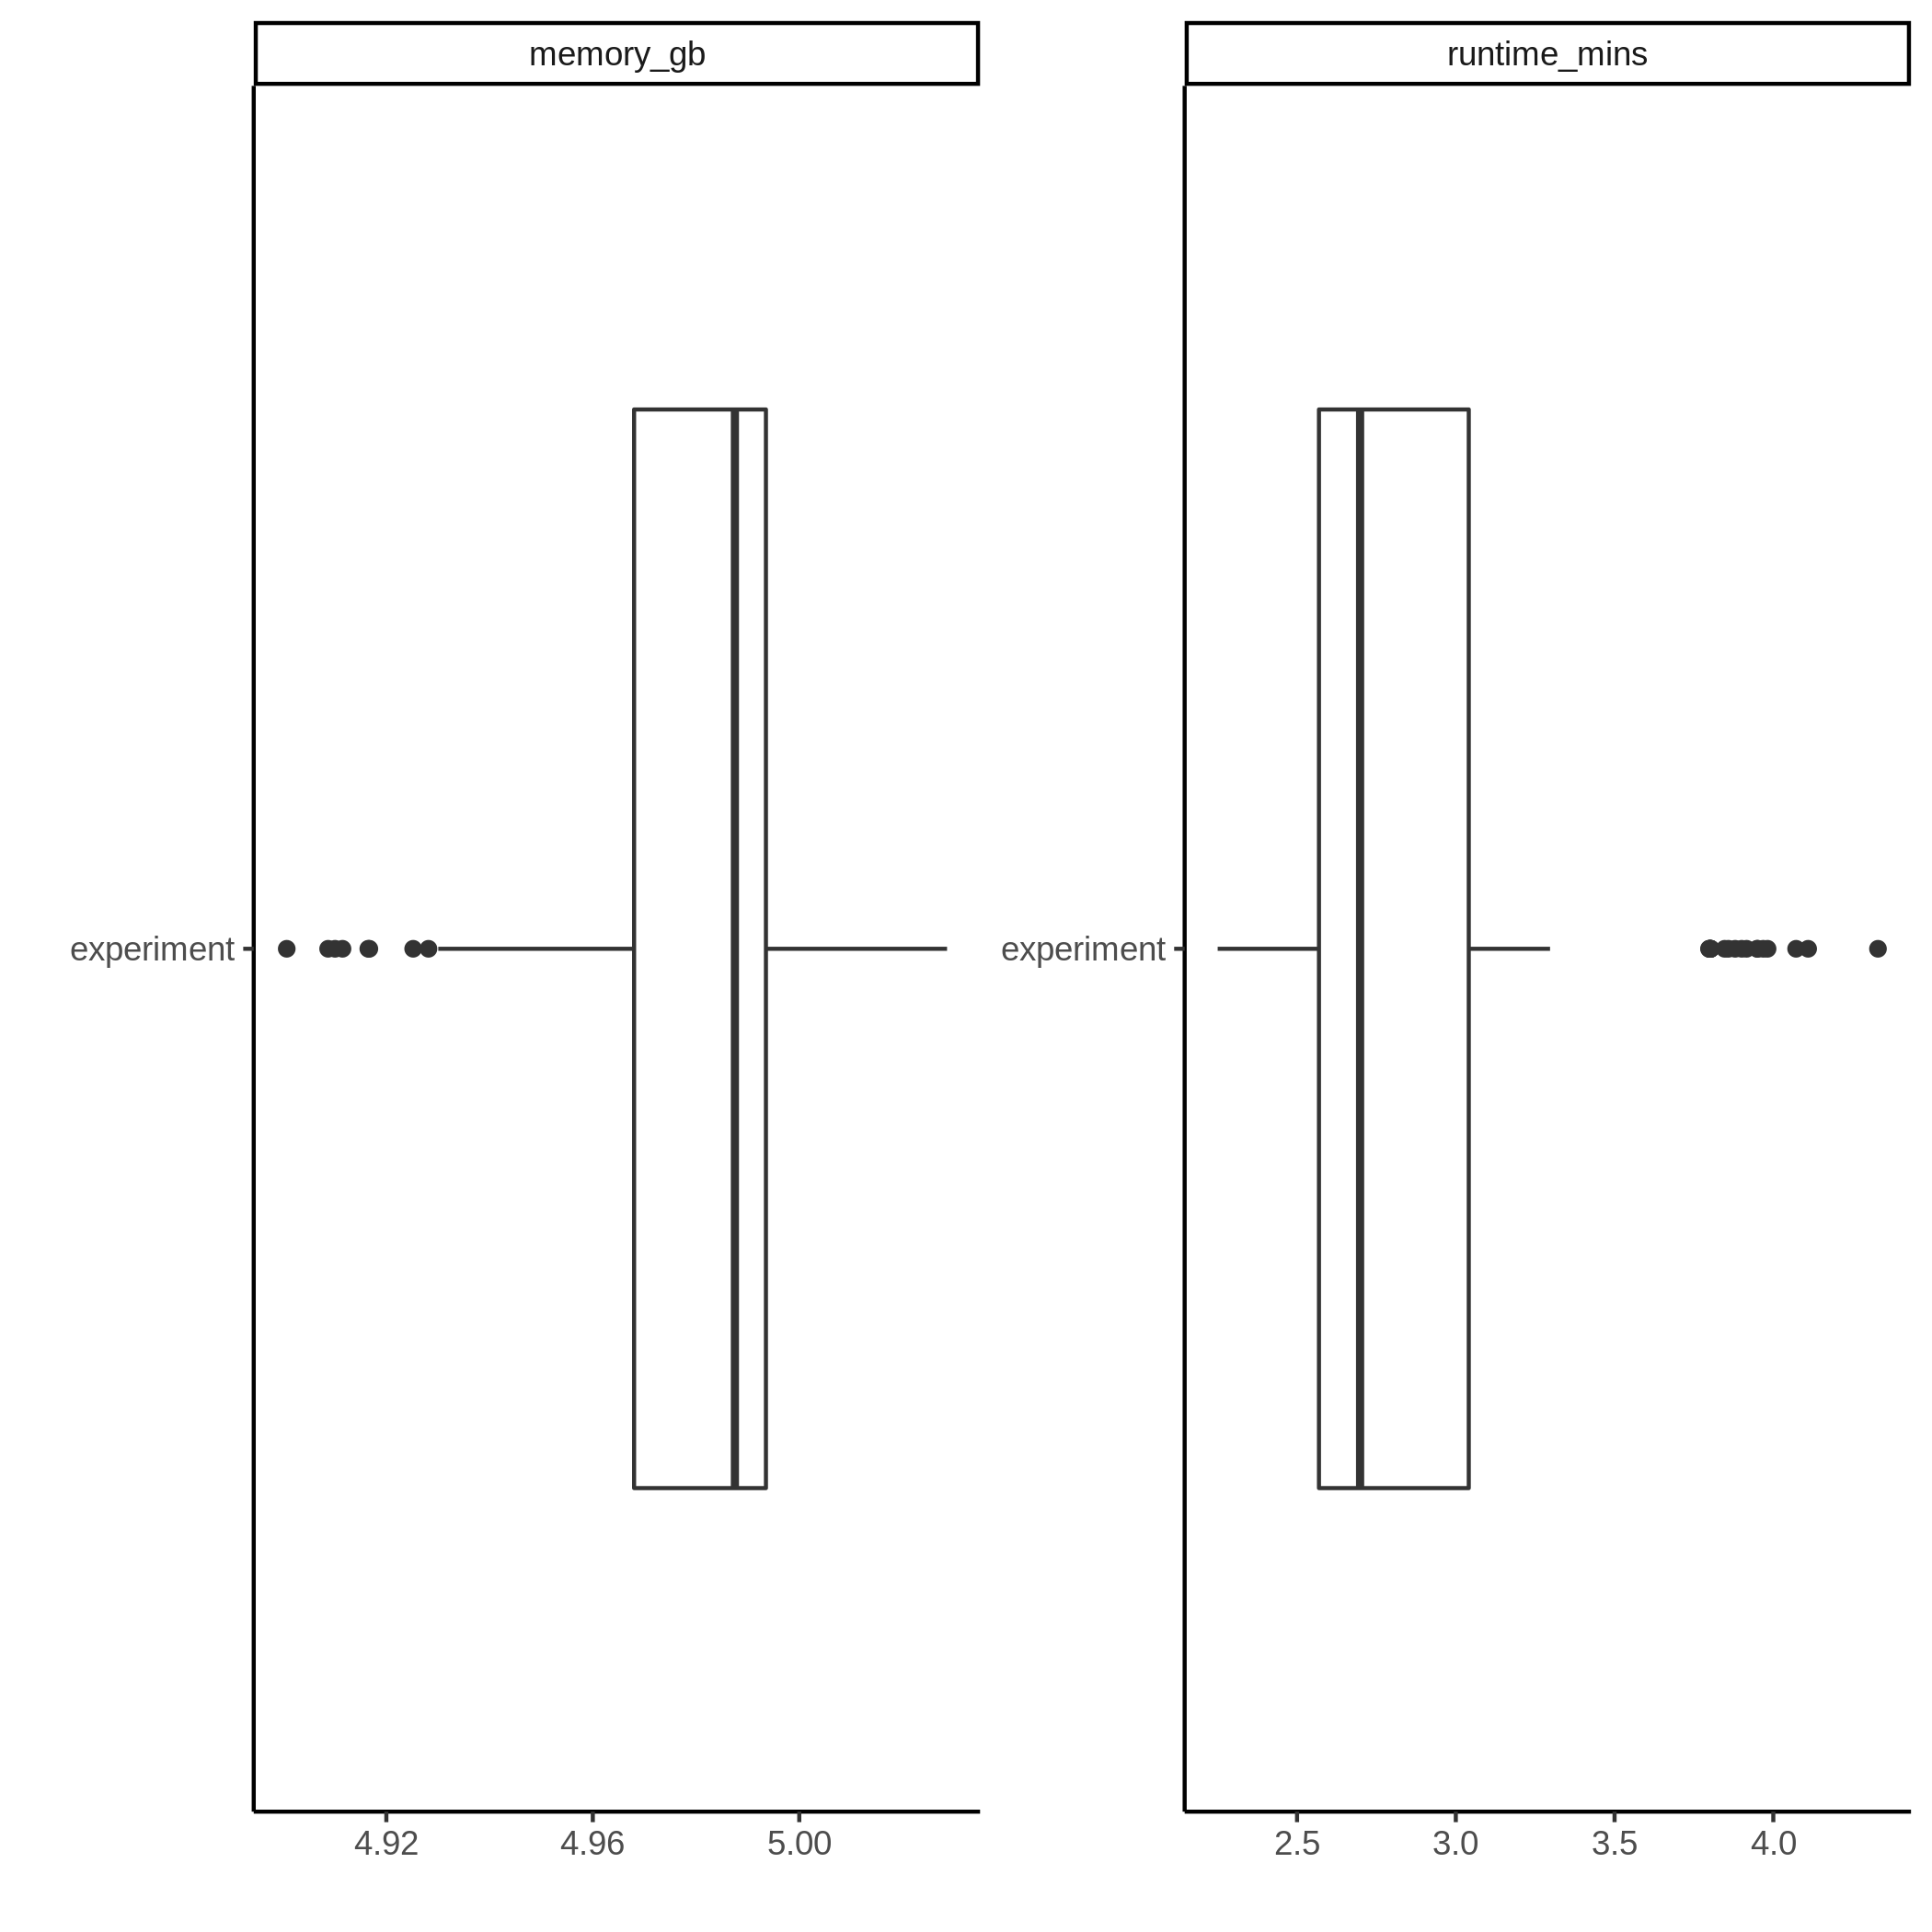 memory_gb
runtime_mins
experiment
experiment
4.92 4.96 5.00
2.5 3.0 3.5 4.0